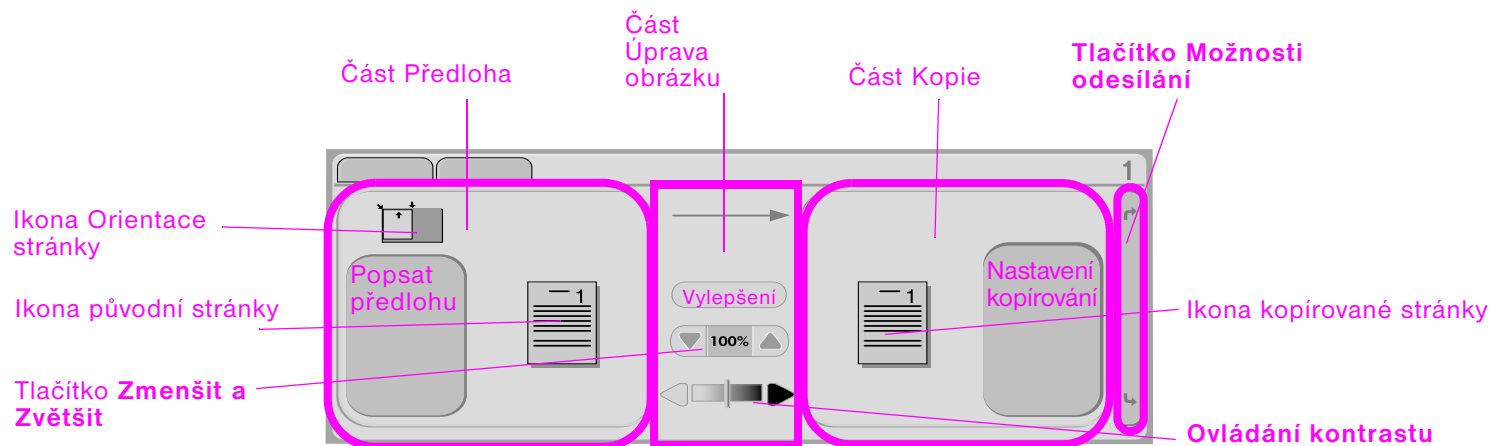 Část
Úprava
obrázku
Část Předloha
Část Kopie
Tlačítko Možnosti
odesílání
1
Ikona Orientace
stránky
Popsat
předlohu
1
Ikona původní stránky
Vylepšení
100%
1
Nastavení
kopírování
Ikona kopírované stránky
Tlačítko Zmenšit a
Zvětšit
Ovládání kontrastu